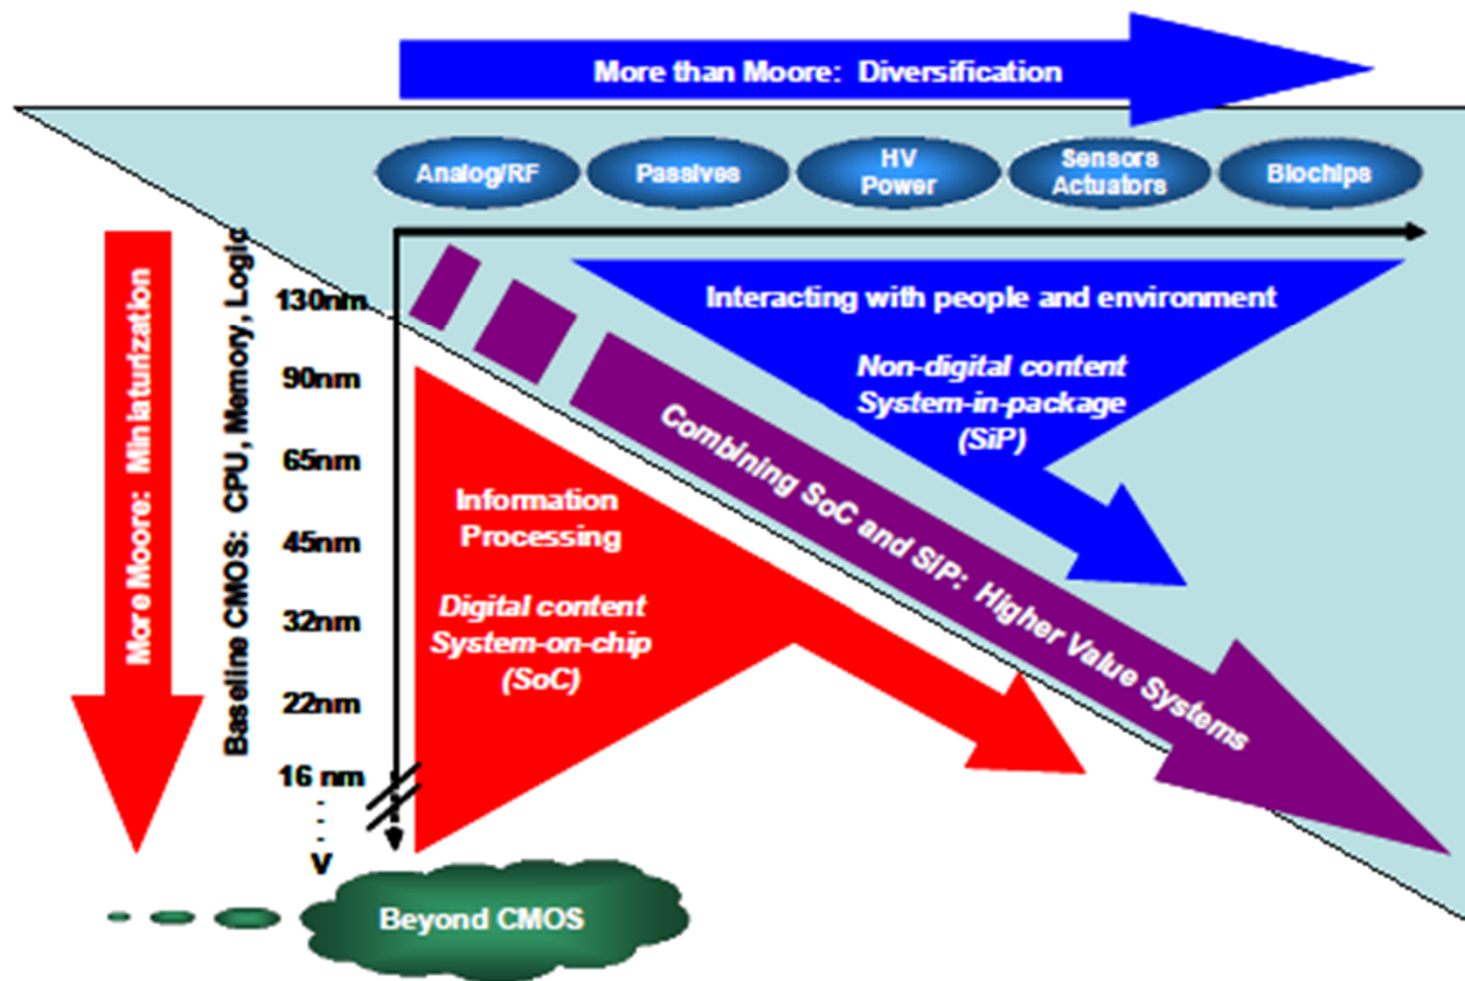 More than Moore: Diversification
Analog/RF
Passives
HV
Power
Sensors
Actuators
Biochips
More Moore: Miniaturization
Baseline CMOS: CPU, Memory, Logic
130nm
90nm
65nm
45nm
32nm
22nm
16 nm
V
Information
Processing
Digital content
System-on-chip
(SoC)
Interacting with people and environment
Non-digital content
System-in-package
(SiP)
Combining SoC and SiP: Higher Value Systems
Beyond CMOS